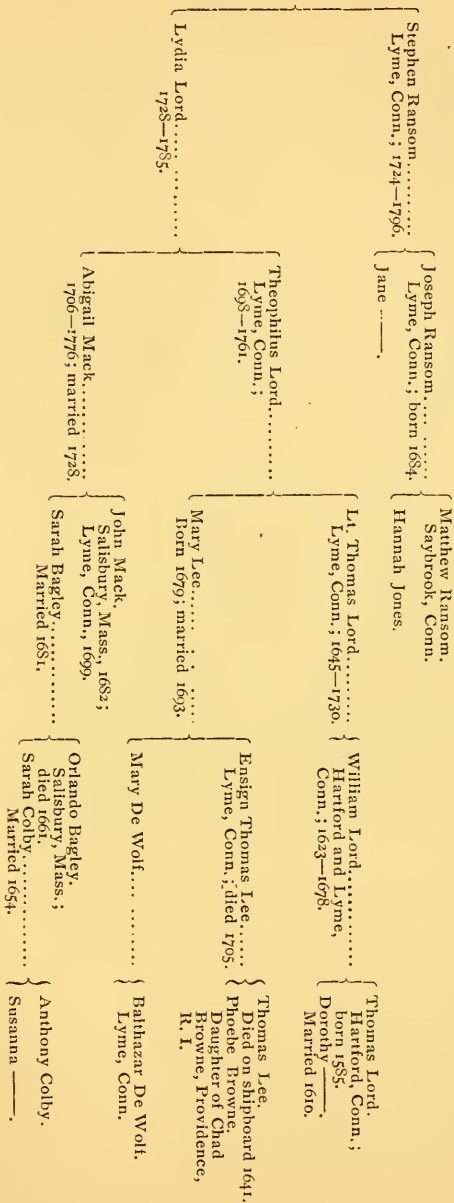 Stephen Ransom..........
Lyme, Conn.; 1724—1796.
Lydia Lord..... .........
1728—1785.
Joseph Ransom.... ......
Lyme, Conn.; born 1684.
Jane ——.
Theophilus Lord..........
Lyme, Conn.;
1698—1761.
Abigail Mack.... .......
1706—1776; married 1728.
Matthew Ransom.
Saybrook, Conn.
Hannah Jones.
Lt. Thomas Lord.........
Lyme, Conn.; 1645—1730.
Mary Lee...... . : ......
Born 1679; married 1693.
John Mack.
Salisbury, Mass., 1682;
Lyme, Conn., 1699.
Sarah Bagley............
Married 1681.
William Lord............
Hartford and Lyme,
Conn.; 1623—1678.
Ensign Thomas Lee......
Lyme, Conn.; died 1705.
Mary De Wolf.... .......
Orlando Bagley.
Salisbury, Mass.;
died 1661.
Sarah Colby............
Married 1654.
Thomas Lord.
Hartford, Conn.;
born 1585.
Dorothy ——.
Married 1610.
Thomas Lee.
Died on shipboard 1641.
Phoebe Browne.
Daughter of Chad
Browne, Providence,
R. I.
Balthazar De Wolf.
Lyme, Conn.
Anthony Colby.
Susanna ——.